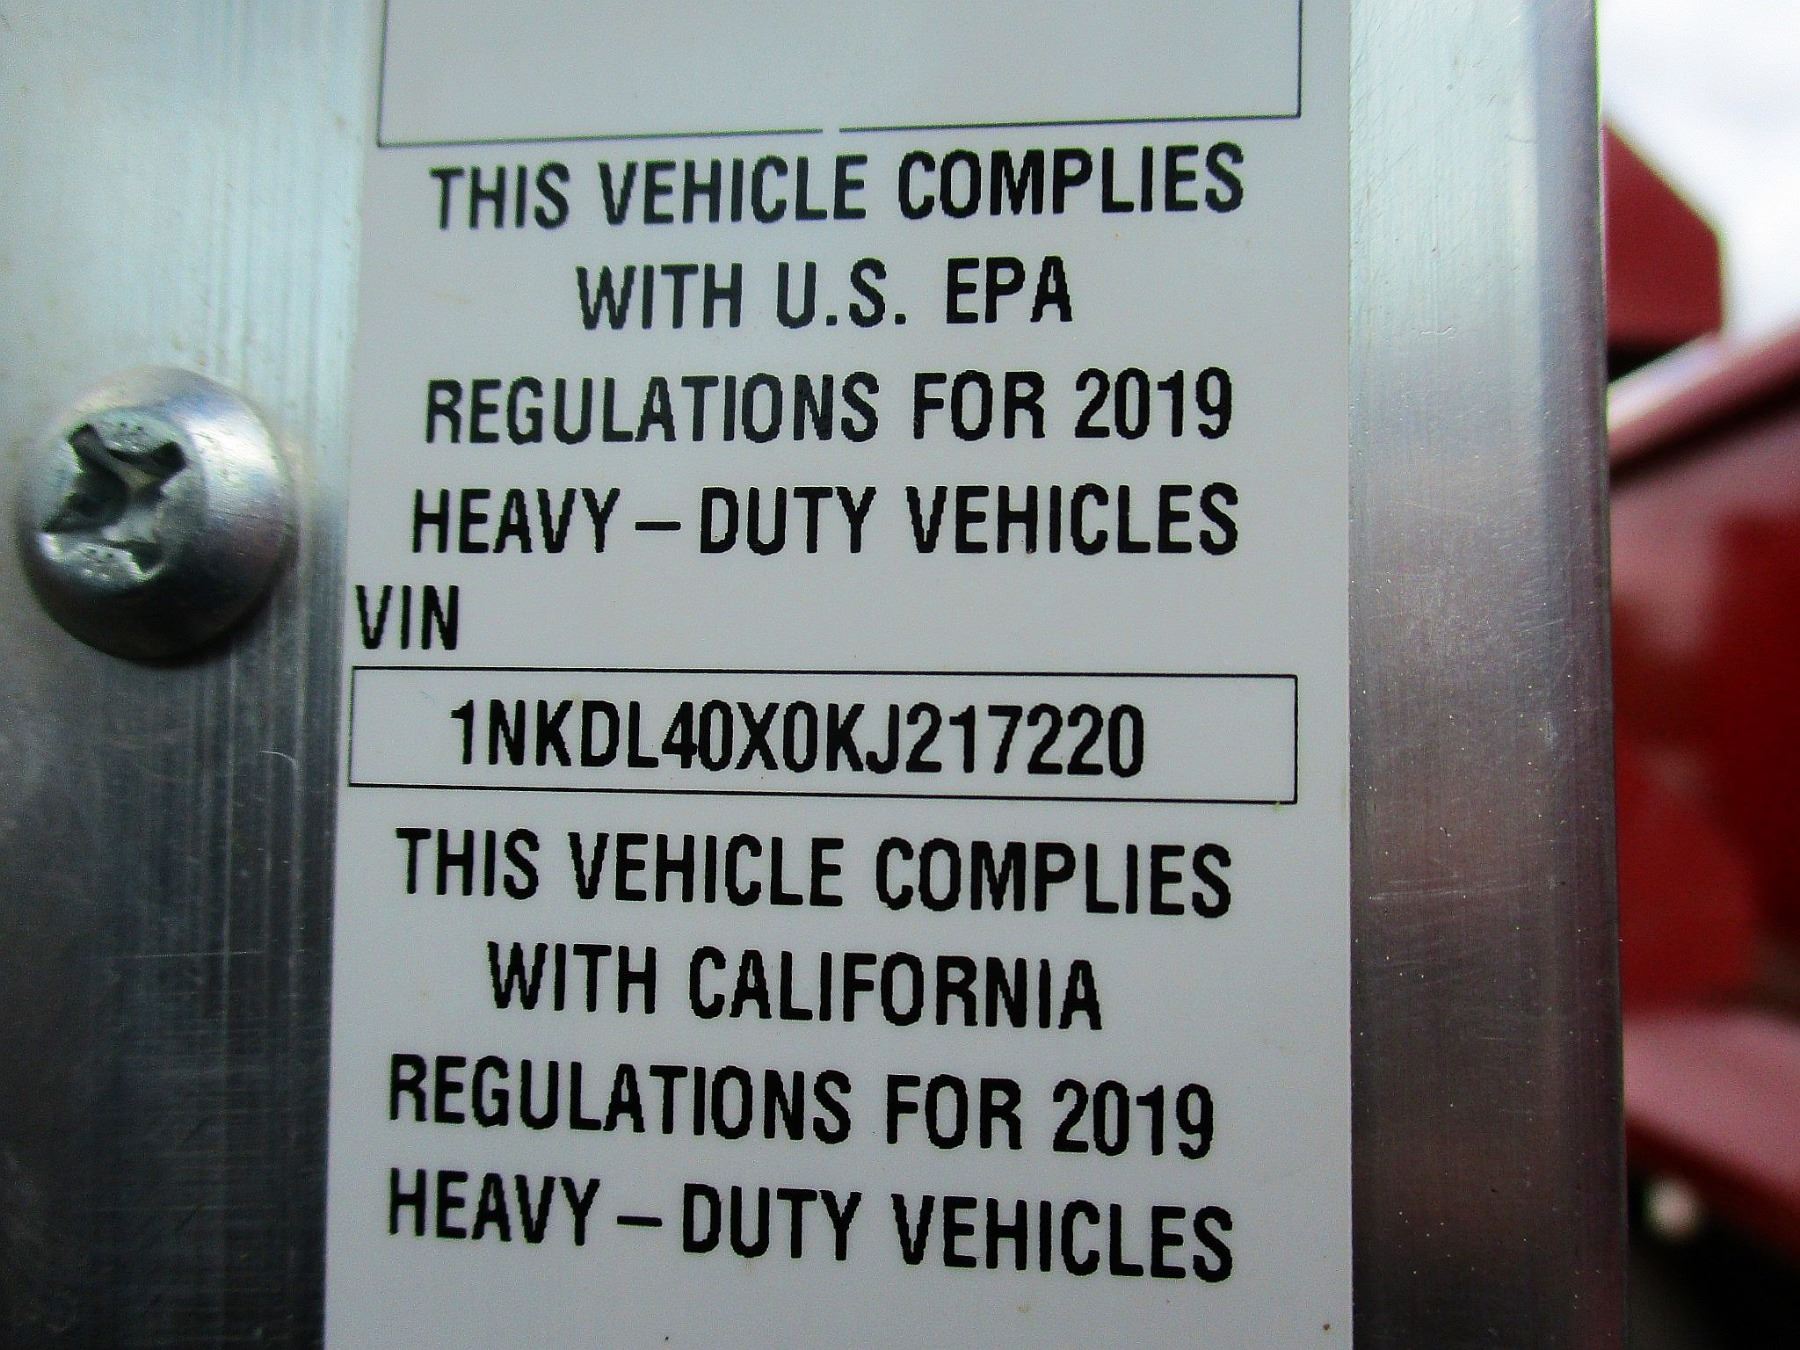 THIS VEHICLE COMPLIES
WITH U.S. EPA
REGULATIONS FOR 2019
HEAVY – DUTY VEHICLES
VIN
1NKDL40X0KJ217220
THIS VEHICLE COMPLIES
WITH CALIFORNIA
REGULATIONS FOR 2019
HEAVY – DUTY VEHICLES